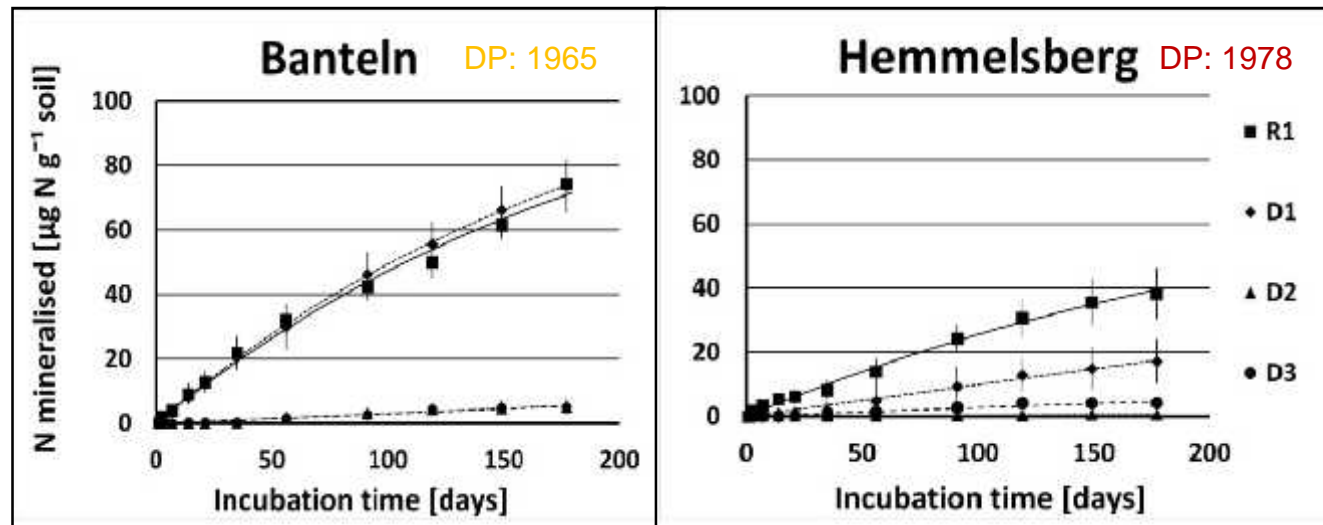 Banteln DP: 1965
N mineralised [µg N g⁻¹ soil]
100
80
60
40
20
0
0 50 100 150 200
Incubation time [days]
Hemmelsberg DP: 1978
100
80
60
40
20
0
0 50 100 150 200
Incubation time [days]
R1
D1
D2
D3